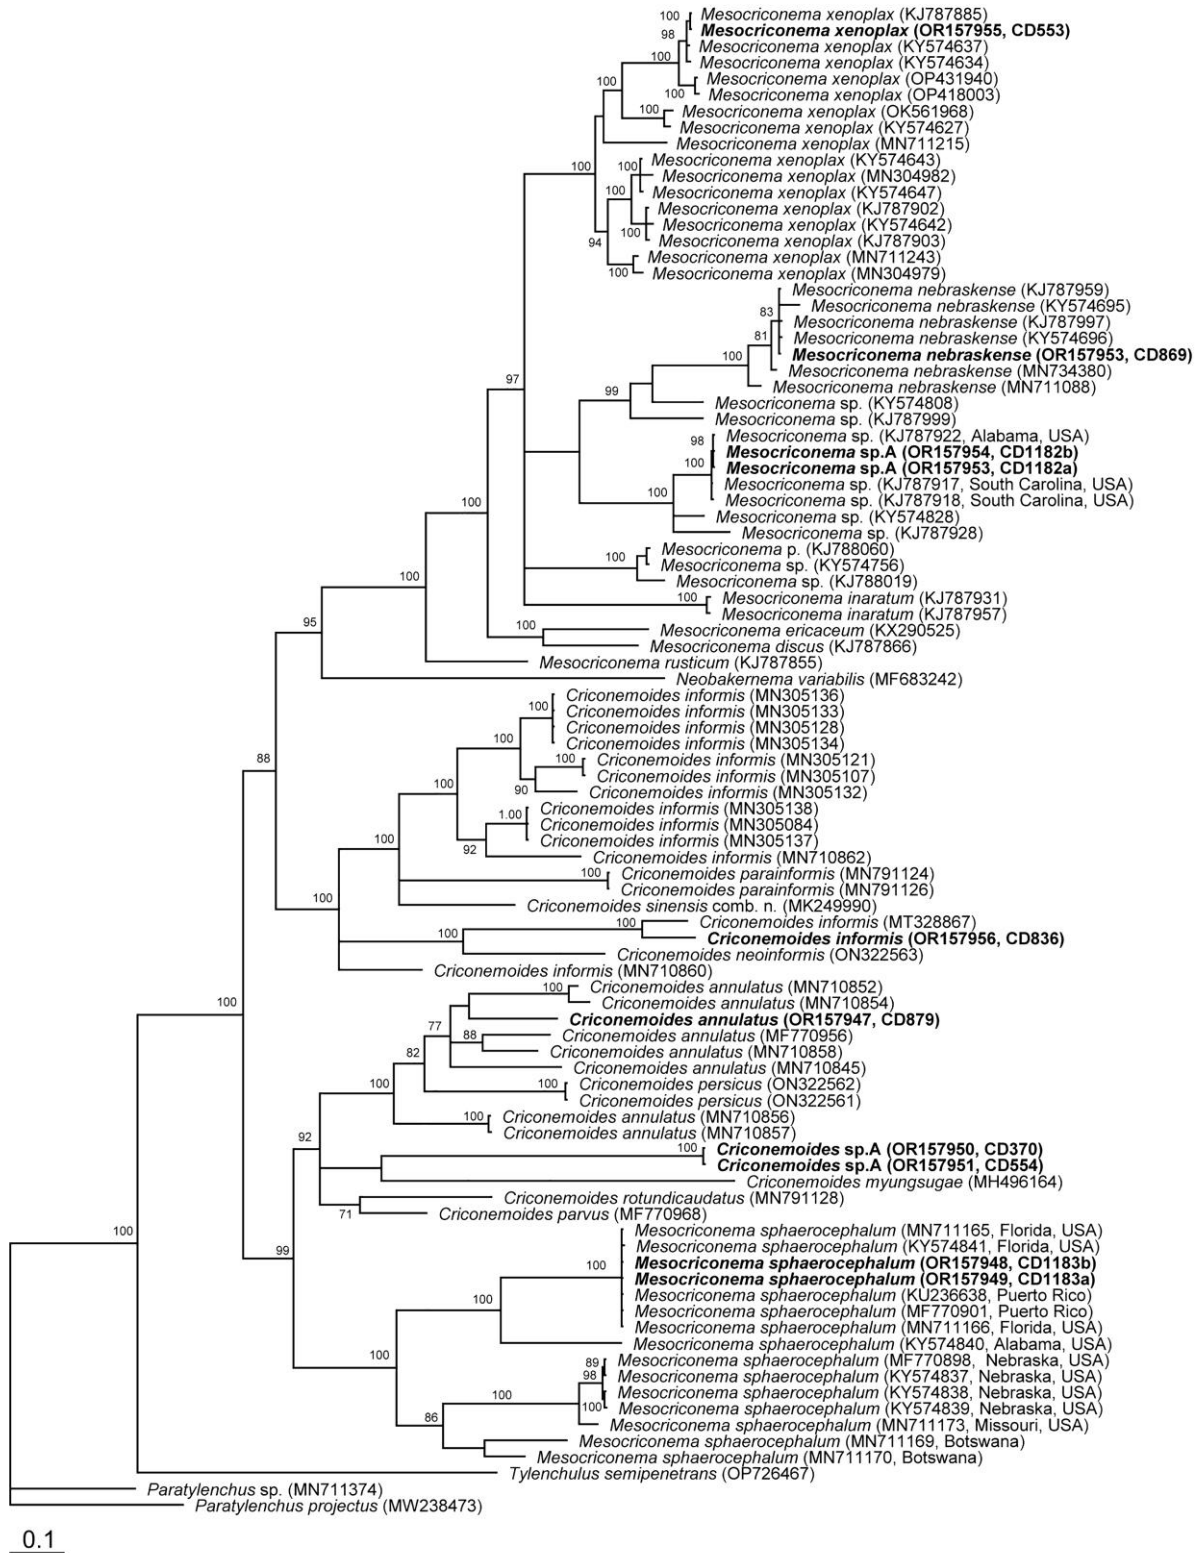 100 Mesocriconema xenoplax (KJ787885)
Mesocriconema xenoplax (OR157955, CD553)
98 Mesocriconema xenoplax (KY574637)
100 Mesocriconema xenoplax (KY574634)
Mesocriconema xenoplax (OP431940)
100 100 Mesocriconema xenoplax (OP418003)
100 Mesocriconema xenoplax (OK561968)
Mesocriconema xenoplax (KY574627)
Mesocriconema xenoplax (MN711215)
100 100 Mesocriconema xenoplax (KY574643)
Mesocriconema xenoplax (MN304982)
100 Mesocriconema xenoplax (KY574647)
Mesocriconema xenoplax (KJ787902)
100 Mesocriconema xenoplax (KY574642)
94 Mesocriconema xenoplax (KJ787903)
Mesocriconema xenoplax (MN711243)
100 Mesocriconema xenoplax (MN304979)
Mesocriconema nebraskense (KJ787959)
83 Mesocriconema nebraskense (KY574695)
Mesocriconema nebraskense (KJ787997)
81 Mesocriconema nebraskense (KY574696)
100 Mesocriconema nebraskense (OR157953, CD869)
Mesocriconema nebraskense (MN734380)
97 99 Mesocriconema nebraskense (MN711088)
Mesocriconema sp. (KY574808)
Mesocriconema sp. (KJ787999)
98 Mesocriconema sp. (KJ787922, Alabama, USA)
Mesocriconema sp.A (OR157954, CD1182b)
100 Mesocriconema sp.A (OR157953, CD1182a)
Mesocriconema sp. (KJ787917, South Carolina, USA)
100 Mesocriconema sp. (KJ787918, South Carolina, USA)
Mesocriconema sp. (KY574828)
Mesocriconema sp. (KJ787928)
100 Mesocriconema p. (KJ788060)
Mesocriconema sp. (KY574756)
100 Mesocriconema sp. (KJ788019)
100 Mesocriconema inaratum (KJ787931)
Mesocriconema inaratum (KJ787957)
95 100 Mesocriconema ericaceum (KX290525)
Mesocriconema discus (KJ787866)
Mesocriconema rusticum (KJ787855)
Neobakernema variabilis (MF683242)
Criconemoides informis (MN305136)
100 Criconemoides informis (MN305133)
Criconemoides informis (MN305128)
100 Criconemoides informis (MN305134)
88 100 Criconemoides informis (MN305121)
Criconemoides informis (MN305107)
100 90 Criconemoides informis (MN305132)
Criconemoides informis (MN305138)
1.00 Criconemoides informis (MN305084)
100 92 Criconemoides informis (MN305137)
Criconemoides informis (MN710862)
100 Criconemoides parainformis (MN791124)
Criconemoides parainformis (MN791126)
100 Criconemoides sinensis comb. n. (MK249990)
100 Criconemoides informis (MT328867)
100 Criconemoides informis (OR157956, CD836)
Criconemoides neoinformis (ON322563)
Criconemoides informis (MN710860)
100 Criconemoides annulatus (MN710852)
100 Criconemoides annulatus (MN710854)
77 Criconemoides annulatus (OR157947, CD879)
88 Criconemoides annulatus (MF770956)
82 Criconemoides annulatus (MN710858)
Criconemoides annulatus (MN710845)
100 100 Criconemoides persicus (ON322562)
Criconemoides persicus (ON322561)
100 Criconemoides annulatus (MN710856)
92 Criconemoides annulatus (MN710857)
100 Criconemoides sp.A (OR157950, CD370)
Criconemoides sp.A (OR157951, CD554)
Criconemoides myungsugae (MH496164)
Criconemoides rotundicaudatus (MN791128)
71 Criconemoides parvus (MF770968)
100 Mesocriconema sphaerocephalum (MN711165, Florida, USA)
99 Mesocriconema sphaerocephalum (KY574841, Florida, USA)
100 Mesocriconema sphaerocephalum (OR157948, CD1183b)
Mesocriconema sphaerocephalum (OR157949, CD1183a)
Mesocriconema sphaerocephalum (KU236638, Puerto Rico)
100 Mesocriconema sphaerocephalum (MF770901, Puerto Rico)
Mesocriconema sphaerocephalum (MN711166, Florida, USA)
Mesocriconema sphaerocephalum (KY574840, Alabama, USA)
100 89 Mesocriconema sphaerocephalum (MF770898, Nebraska, USA)
98 Mesocriconema sphaerocephalum (KY574837, Nebraska, USA)
100 Mesocriconema sphaerocephalum (KY574838, Nebraska, USA)
100 Mesocriconema sphaerocephalum (KY574839, Nebraska, USA)
86 Mesocriconema sphaerocephalum (MN711173, Missouri, USA)
Mesocriconema sphaerocephalum (MN711169, Botswana)
Mesocriconema sphaerocephalum (MN711170, Botswana)
Tylenchulus semipenetrans (OP726467)
Paratylenchus sp. (MN711374)
Paratylenchus projectus (MW238473)
0.1